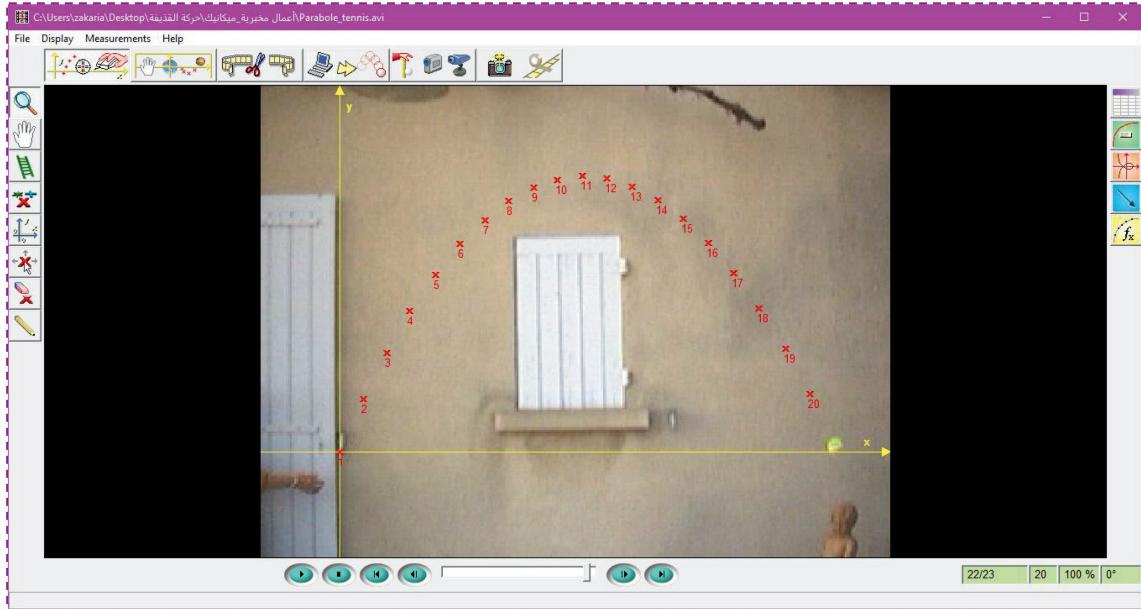 C:\Users\zakaria\Desktop\أعمال مخبرية_ميكانيك\حركة القذيفة\Parabole_tennis.avi
File Display Measurements Help
y
11
10 12
9 13
8 14
7 15
6 16
5 17
4 18
3 19
2 20
x
1
fx
22/23 20 100 % 0°